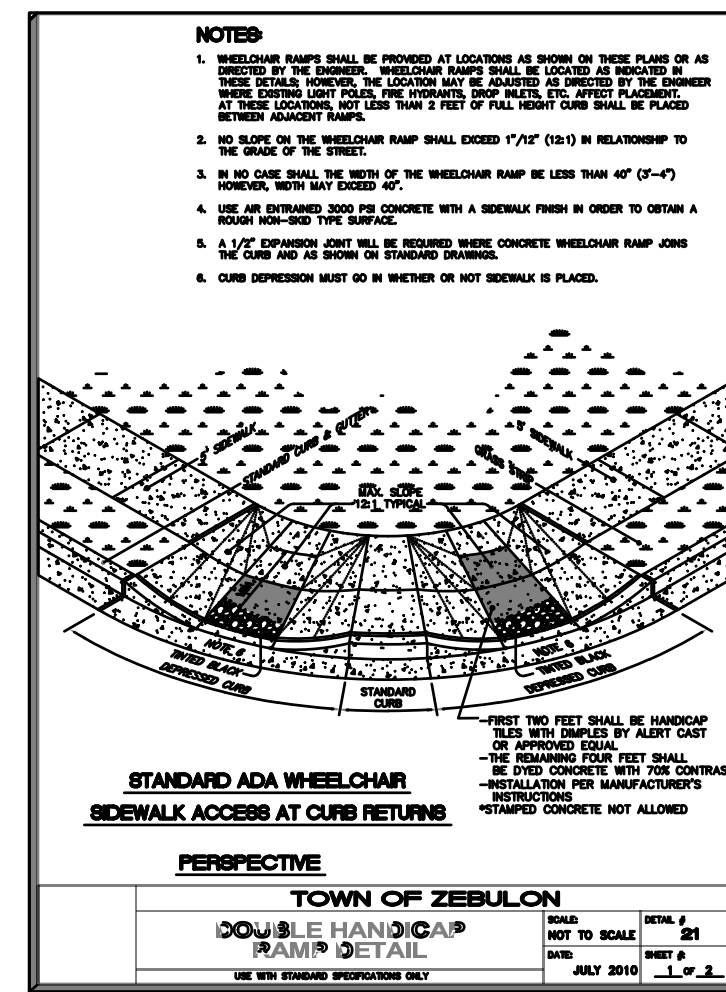 NOTES:
1. WHEELCHAIR RAMPS SHALL BE PROVIDED AT LOCATIONS AS SHOWN ON THESE PLANS OR AS
DIRECTED BY THE ENGINEER. WHEELCHAIR RAMPS SHALL BE LOCATED AS INDICATED IN
THESE DETAILS; HOWEVER, THE LOCATION MAY BE ADJUSTED AS DIRECTED BY THE ENGINEER
WHERE EXISTING LIGHT POLES, FIRE HYDRANTS, DROP INLETS, ETC. AFFECT PLACEMENT.
AT THESE LOCATIONS, NOT LESS THAN 2 FEET OF FULL HEIGHT CURB SHALL BE PLACED
BETWEEN ADJACENT RAMPS.
2. NO SLOPE ON THE WHEELCHAIR RAMP SHALL EXCEED 1"/12" (12:1) IN RELATIONSHIP TO
THE GRADE OF THE STREET.
3. IN NO CASE SHALL THE WIDTH OF THE WHEELCHAIR RAMP BE LESS THAN 40" (3'-4")
HOWEVER, WIDTH MAY EXCEED 40".
4. USE AIR ENTRAINED 3000 PSI CONCRETE WITH A SIDEWALK FINISH IN ORDER TO OBTAIN A
ROUGH NON-SKID TYPE SURFACE.
5. A 1/2" EXPANSION JOINT WILL BE REQUIRED WHERE CONCRETE WHEELCHAIR RAMP JOINS
THE CURB AND AS SHOWN ON STANDARD DRAWINGS.
6. CURB DEPRESSION MUST GO IN WHETHER OR NOT SIDEWALK IS PLACED.
5' SIDEWALK
STANDARD CURB & GUTTER
5' SIDEWALK
GRASS STRIP
MAX. SLOPE
12:1 TYPICAL
NOTE 6
TINTED BLACK
DEPRESSED CURB
STANDARD
CURB
NOTE 6
TINTED BLACK
DEPRESSED CURB
-FIRST TWO FEET SHALL BE HANDICAP
TILES WITH DIMPLES BY ALERT CAST
OR APPROVED EQUAL
-THE REMAINING FOUR FEET SHALL
BE DYED CONCRETE WITH 70% CONTRAS
-INSTALLATION PER MANUFACTURER'S
INSTRUCTIONS
*STAMPED CONCRETE NOT ALLOWED
STANDARD ADA WHEELCHAIR
SIDEWALK ACCESS AT CURB RETURNS
PERSPECTIVE
TOWN OF ZEBULON
DOUBLE HANDICAP
RAMP DETAIL
USE WITH STANDARD SPECIFICATIONS ONLY
SCALE:
NOT TO SCALE
DETAIL #
21
DATE:
JULY 2010
SHEET #:
1 OF 2